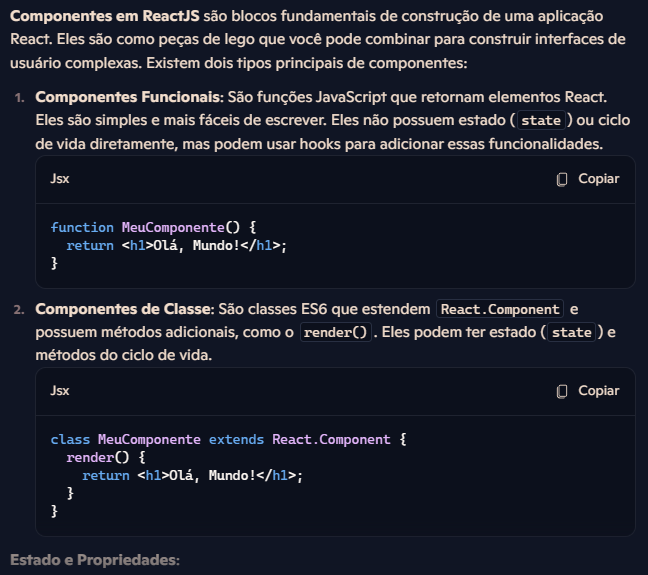 Componentes em ReactJS são blocos fundamentais de construção de uma aplicação
React. Eles são como peças de lego que você pode combinar para construir interfaces de
usuário complexas. Existem dois tipos principais de componentes:
1. Componentes Funcionais: São funções JavaScript que retornam elementos React.
Eles são simples e mais fáceis de escrever. Eles não possuem estado (state) ou ciclo
de vida diretamente, mas podem usar hooks para adicionar essas funcionalidades.
Jsx Copiar
function MeuComponente() {
  return <h1>Olá, Mundo!</h1>;
}
2. Componentes de Classe: São classes ES6 que estendem React.Component e
possuem métodos adicionais, como o render(). Eles podem ter estado (state) e
métodos do ciclo de vida.
Jsx Copiar
class MeuComponente extends React.Component {
  render() {
    return <h1>Olá, Mundo!</h1>;
  }
}
Estado e Propriedades: